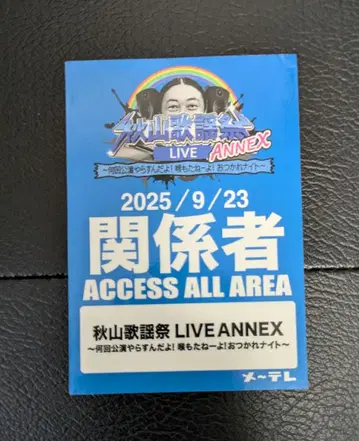 秋山歌謡祭
LIVE ANNEX
〜何回公演やらすんだよ!喉もたねーよ!おつかれナイト〜
2025/9/23
関係者
ACCESS ALL AREA
秋山歌謡祭 LIVE ANNEX
〜何回公演やらすんだよ!喉もたねーよ!おつかれナイト〜
メ〜テレ